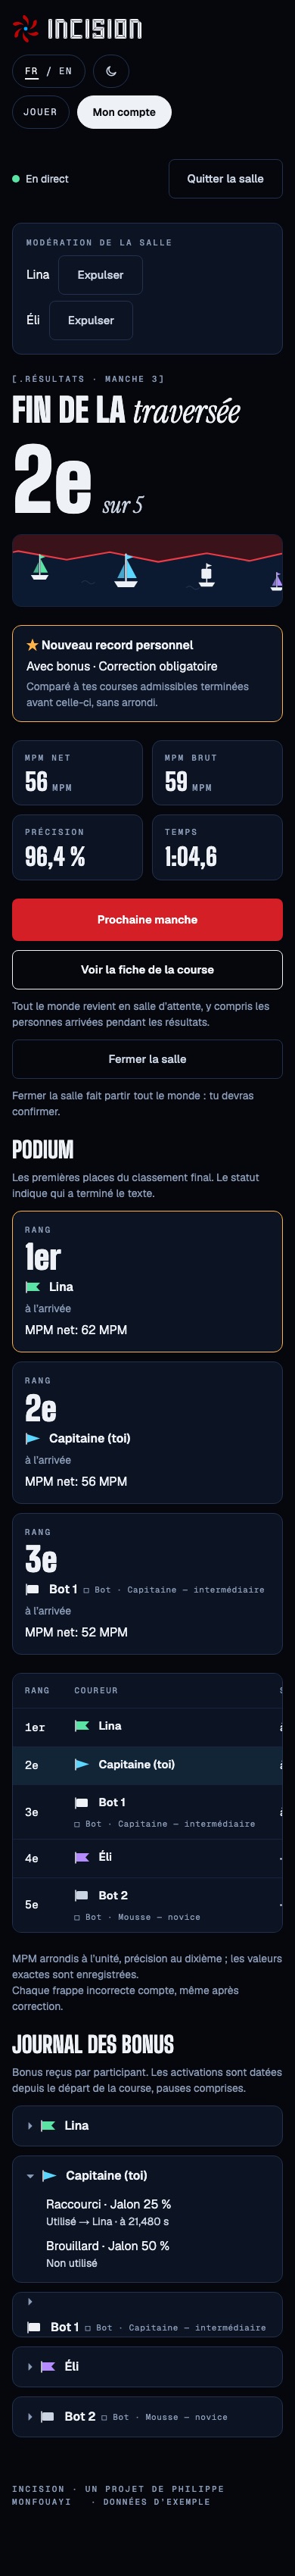 INCISION
FR / EN
JOUER
Mon compte
En direct
Quitter la salle
MODÉRATION DE LA SALLE
Lina
Expulser
Éli
Expulser
[.RÉSULTATS · MANCHE 3]
FIN DE LA traversée
2e sur 5
★ Nouveau record personnel
Avec bonus · Correction obligatoire
Comparé à tes courses admissibles terminées
avant celle-ci, sans arrondi.
MPM NET
56 MPM
MPM BRUT
59 MPM
PRÉCISION
96,4 %
TEMPS
1:04,6
Prochaine manche
Voir la fiche de la course
Tout le monde revient en salle d'attente, y compris les
personnes arrivées pendant les résultats.
Fermer la salle
Fermer la salle fait partir tout le monde : tu devras
confirmer.
PODIUM
Les premières places du classement final. Le statut
indique qui a terminé le texte.
RANG
1er
Lina
à l'arrivée
MPM net: 62 MPM
RANG
2e
Capitaine (toi)
à l'arrivée
MPM net: 56 MPM
RANG
3e
Bot 1 □ Bot · Capitaine — intermédiaire
à l'arrivée
MPM net: 52 MPM
RANG COUREUR
1er Lina
2e Capitaine (toi)
3e Bot 1
□ Bot · Capitaine — intermédiaire
4e Éli
5e Bot 2
□ Bot · Mousse — novice
MPM arrondis à l'unité, précision au dixième ; les valeurs
exactes sont enregistrées.
Chaque frappe incorrecte compte, même après
correction.
JOURNAL DES BONUS
Bonus reçus par participant. Les activations sont datées
depuis le départ de la course, pauses comprises.
Lina
Capitaine (toi)
Raccourci · Jalon 25 %
Utilisé → Lina · à 21,480 s
Brouillard · Jalon 50 %
Non utilisé
Bot 1 □ Bot · Capitaine — intermédiaire
Éli
Bot 2 □ Bot · Mousse — novice
INCISION · UN PROJET DE PHILIPPE
MONFOUAYI · DONNÉES D'EXEMPLE